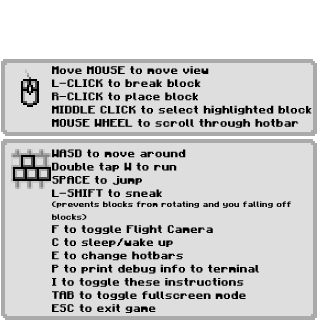 Move MOUSE to move view
L-CLICK to break block
R-CLICK to place block
MIDDLE CLICK to select highlighted block
MOUSE WHEEL to scroll through hotbar
WASD to move around
Double tap W to run
SPACE to jump
L-SHIFT to sneak
(prevents blocks from rotating and you falling off
blocks)
F to toggle Flight Camera
C to sleep/wake up
E to change hotbars
P to print debug info to terminal
I to toggle these instructions
TAB to toggle fullscreen mode
ESC to exit game